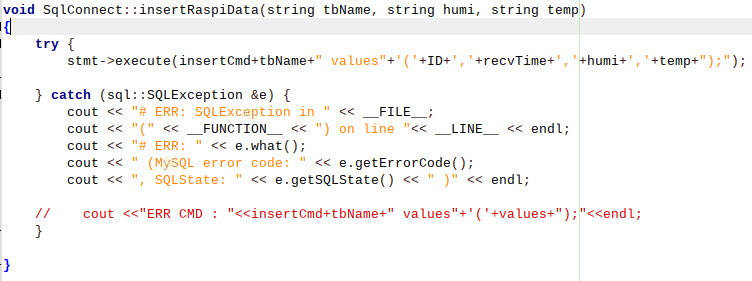 void SqlConnect::insertRaspiData(string tbName, string humi, string temp)
{
try {
stmt->execute(insertCmd+tbName+" values"+'('+ID+','+recvTime+','+humi+','+temp+");");
} catch (sql::SQLException &e) {
cout << "# ERR: SQLException in " << __FILE__;
cout << "(" << __FUNCTION__ << ") on line "<< __LINE__ << endl;
cout << "# ERR: " << e.what();
cout << " (MySQL error code: " << e.getErrorCode();
cout << ", SQLState: " << e.getSQLState() << " )" << endl;
//    cout <<"ERR CMD : "<<insertCmd+tbName+" values"+'('+values+");"<<endl;
}
}